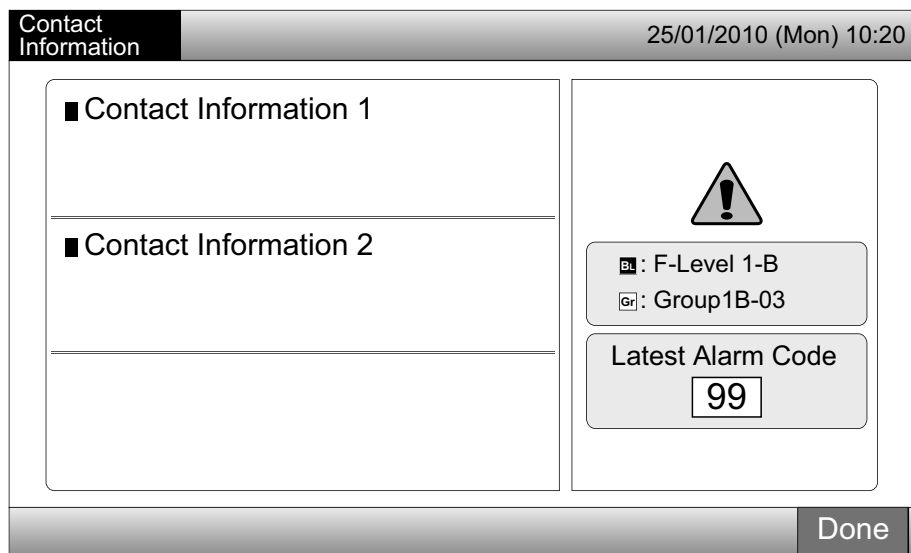 Contact
Information
25/01/2010 (Mon) 10:20
Contact Information 1
Contact Information 2
BL: F-Level 1-B
Gr: Group1B-03
Latest Alarm Code
99
Done